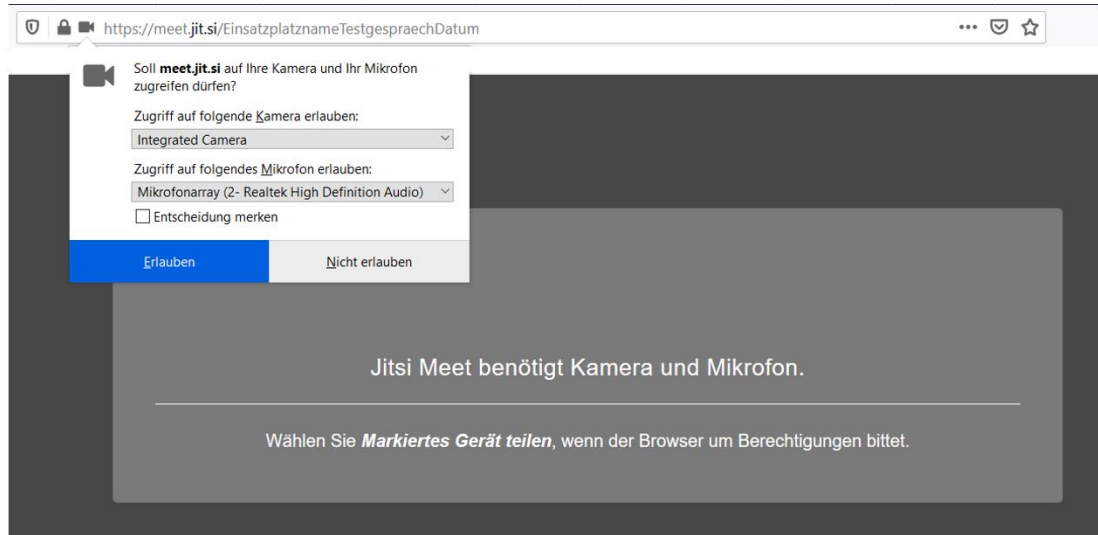 https://meet.jit.si/EinsatzplatznameTestgespraechDatum
Soll meet.jit.si auf Ihre Kamera und Ihr Mikrofon
zugreifen dürfen?
Zugriff auf folgende Kamera erlauben:
Integrated Camera
Zugriff auf folgendes Mikrofon erlauben:
Mikrofonarray (2- Realtek High Definition Audio)
Entscheidung merken
Erlauben
Nicht erlauben
Jitsi Meet benötigt Kamera und Mikrofon.
Wählen Sie Markiertes Gerät teilen, wenn der Browser um Berechtigungen bittet.